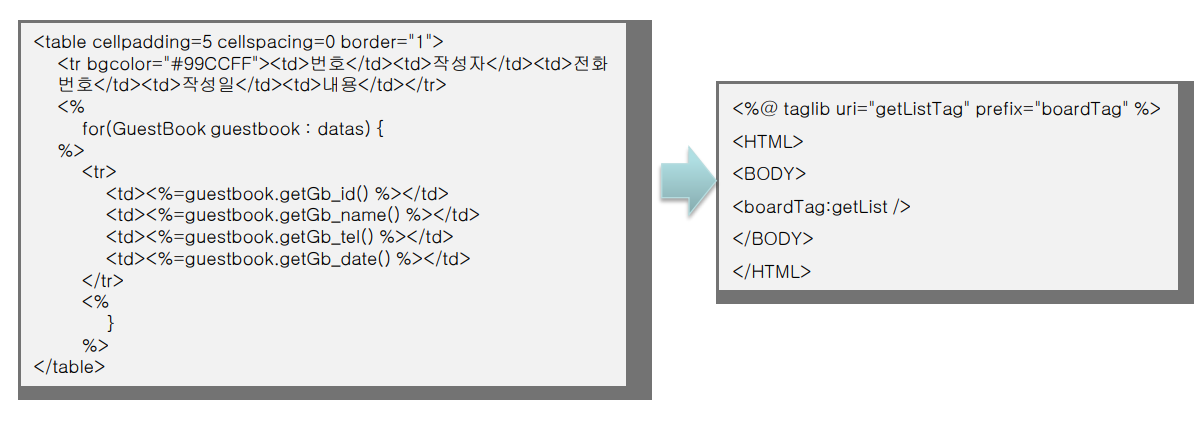 <table cellpadding=5 cellspacing=0 border="1">
<tr bgcolor="#99CCFF"><td>번호</td><td>작성자</td><td>전화
번호</td><td>작성일</td><td>내용</td></tr>
<%
for(GuestBook guestbook : datas) {
%>
<tr>
<td><%=guestbook.getGb_id() %></td>
<td><%=guestbook.getGb_name() %></td>
<td><%=guestbook.getGb_tel() %></td>
<td><%=guestbook.getGb_date() %></td>
</tr>
<%
}
%>
</table>
<%@ taglib uri="getListTag" prefix="boardTag" %>
<HTML>
<BODY>
<boardTag:getList />
</BODY>
</HTML>